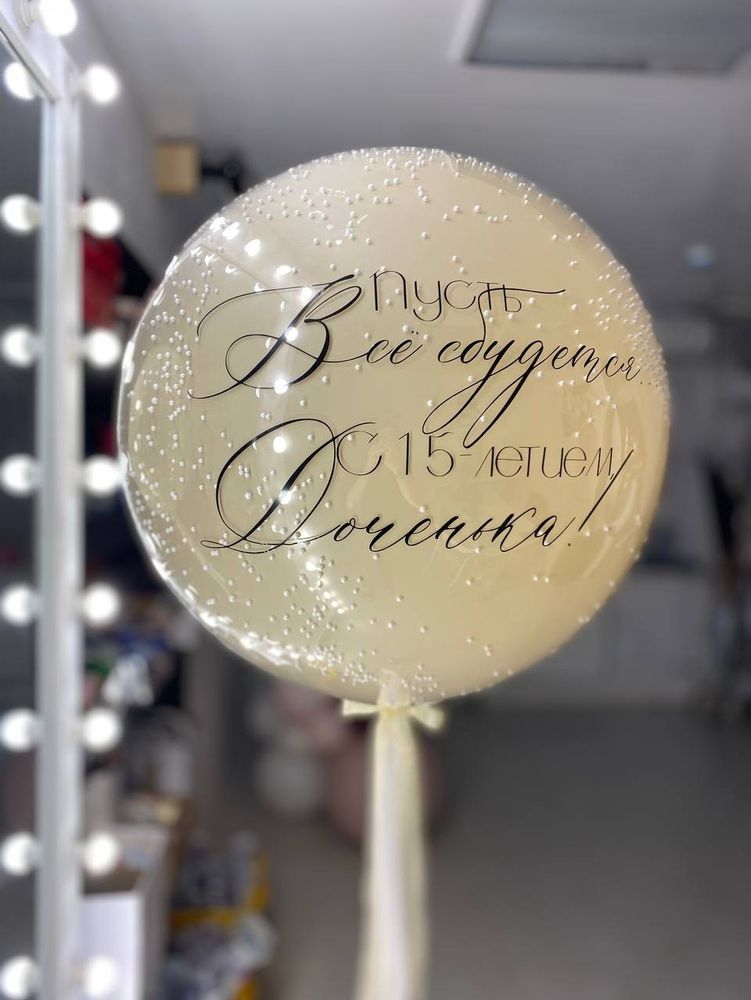 пусть
Всё сбудется...
С 15-летием,
Доченька!